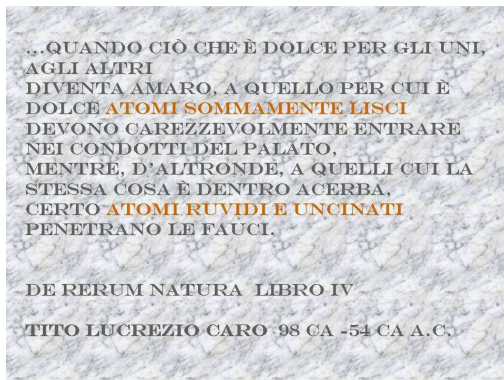 …QUANDO CIÒ CHE È DOLCE PER GLI UNI,
AGLI ALTRI
DIVENTA AMARO, A QUELLO PER CUI È
DOLCE ATOMI SOMMAMENTE LISCI
DEVONO CAREZZEVOLMENTE ENTRARE
NEI CONDOTTI DEL PALATO,
MENTRE, D'ALTRONDE, A QUELLI CUI LA
STESSA COSA È DENTRO ACERBA,
CERTO ATOMI RUVIDI E UNCINATI
PENETRANO LE FAUCI.
DE RERUM NATURA LIBRO IV
TITO LUCREZIO CARO 98 CA -54 CA A.C.